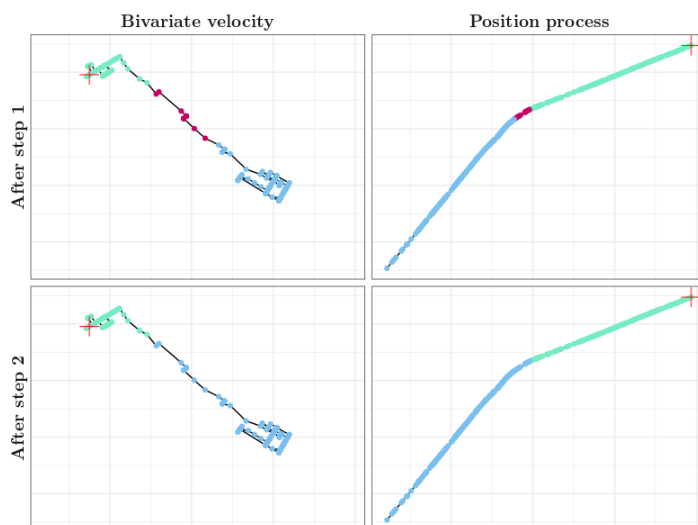 Bivariate velocity
Position process
After step 1
After step 2